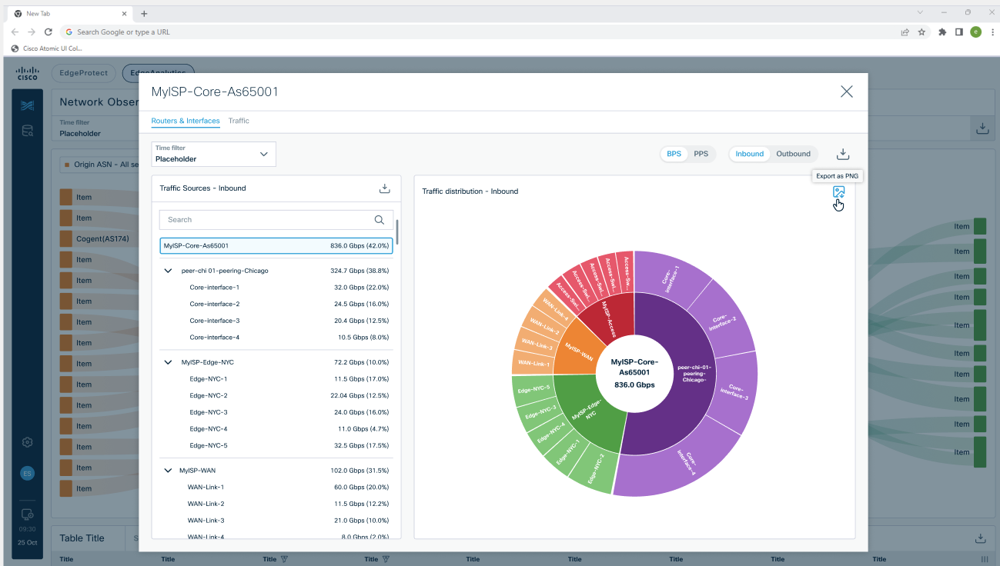 New Tab
Search Google or type a URL
Cisco Atomic UI Col...
CISCO
EdgeProtect
EdgeAnalytics
Network Obser
Time filter
Placeholder
Origin ASN - All se
Item
Item
Cogent(AS174)
Item
Item
Item
Item
Item
Item
Item
Item
Item
Item
Item
Item
ES
09:30
25 Oct
MyISP-Core-As65001
Routers & Interfaces
Traffic
Time filter
Placeholder
BPS
PPS
Inbound
Outbound
Export as PNG
Traffic Sources - Inbound
Search
MyISP-Core-As65001 836.0 Gbps (42.0%)
peer-chi 01-peering-Chicago 324.7 Gbps (38.8%)
Core-interface-1 32.0 Gbps (22.0%)
Core-interface-2 24.5 Gbps (16.0%)
Core-interface-3 20.4 Gbps (12.5%)
Core-interface-4 10.5 Gbps (8.0%)
MyISP-Edge-NYC 72.2 Gbps (10.0%)
Edge-NYC-1 11.5 Gbps (17.0%)
Edge-NYC-2 22.04 Gbps (12.5%)
Edge-NYC-3 24.0 Gbps (16.0%)
Edge-NYC-4 11.0 Gbps (4.7%)
Edge-NYC-5 32.5 Gbps (17.5%)
MyISP-WAN 102.0 Gbps (31.5%)
WAN-Link-1 60.0 Gbps (20.0%)
WAN-Link-2 11.5 Gbps (12.2%)
WAN-Link-3 21.0 Gbps (10.0%)
WAN-Link-4 8.0 Gbps (2.0%)
Traffic distribution - Inbound
MyISP-Core-
As65001
836.0 Gbps
peer-chi-01-
peering-
Chicago-
Core-
interface-1
Core-
interface-2
Core-
interface-3
Core-
interface-4
MyISP-Edge-
NYC
Edge-NYC-2
Edge-NYC-1
Edge-NYC-4
Edge-NYC-3
Edge-NYC-5
MyISP-WAN
WAN-Link-1
WAN-Link-3
WAN-Link-2
WAN-Link-4
MyISP-Access
Access-Swi...
Access-Swi...
Access-Swi...
Access-Swi...
Access-Sw...
Item
Item
Item
Item
Item
Item
Item
Item
Item
Item
Table Title
S
Title
Title
Title
Title
Title
Title
Title
Title
Title
e